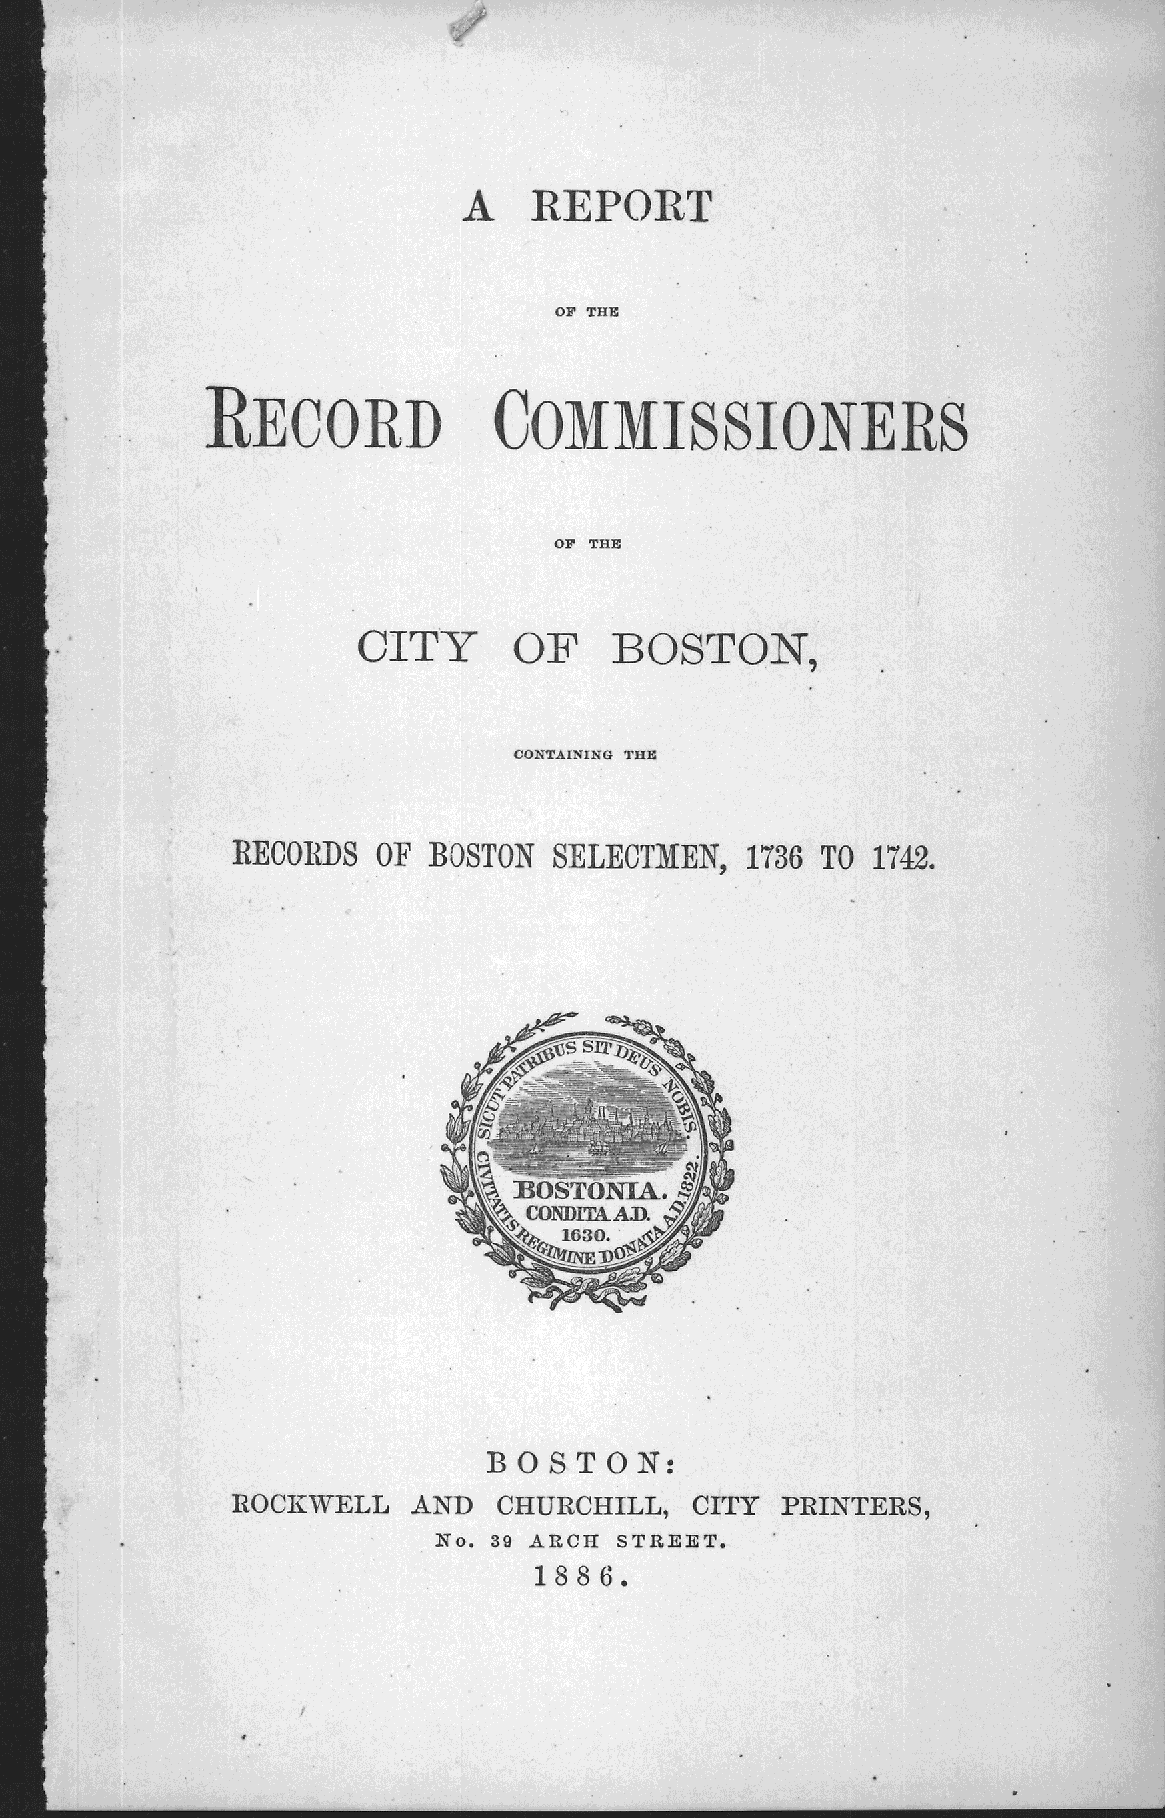 A REPORT
OF THE
RECORD COMMISSIONERS
OF THE
CITY OF BOSTON,
CONTAINING THE
RECORDS OF BOSTON SELECTMEN, 1736 TO 1742.
SICUT PATRIBUS SIT DEUS NOBIS.
CIVITATIS REGIMINE DONATA A.D. 1822.
BOSTONIA.
CONDITA A.D.
1630.
BOSTON:
ROCKWELL AND CHURCHILL, CITY PRINTERS,
No. 39 ARCH STREET.
1886.